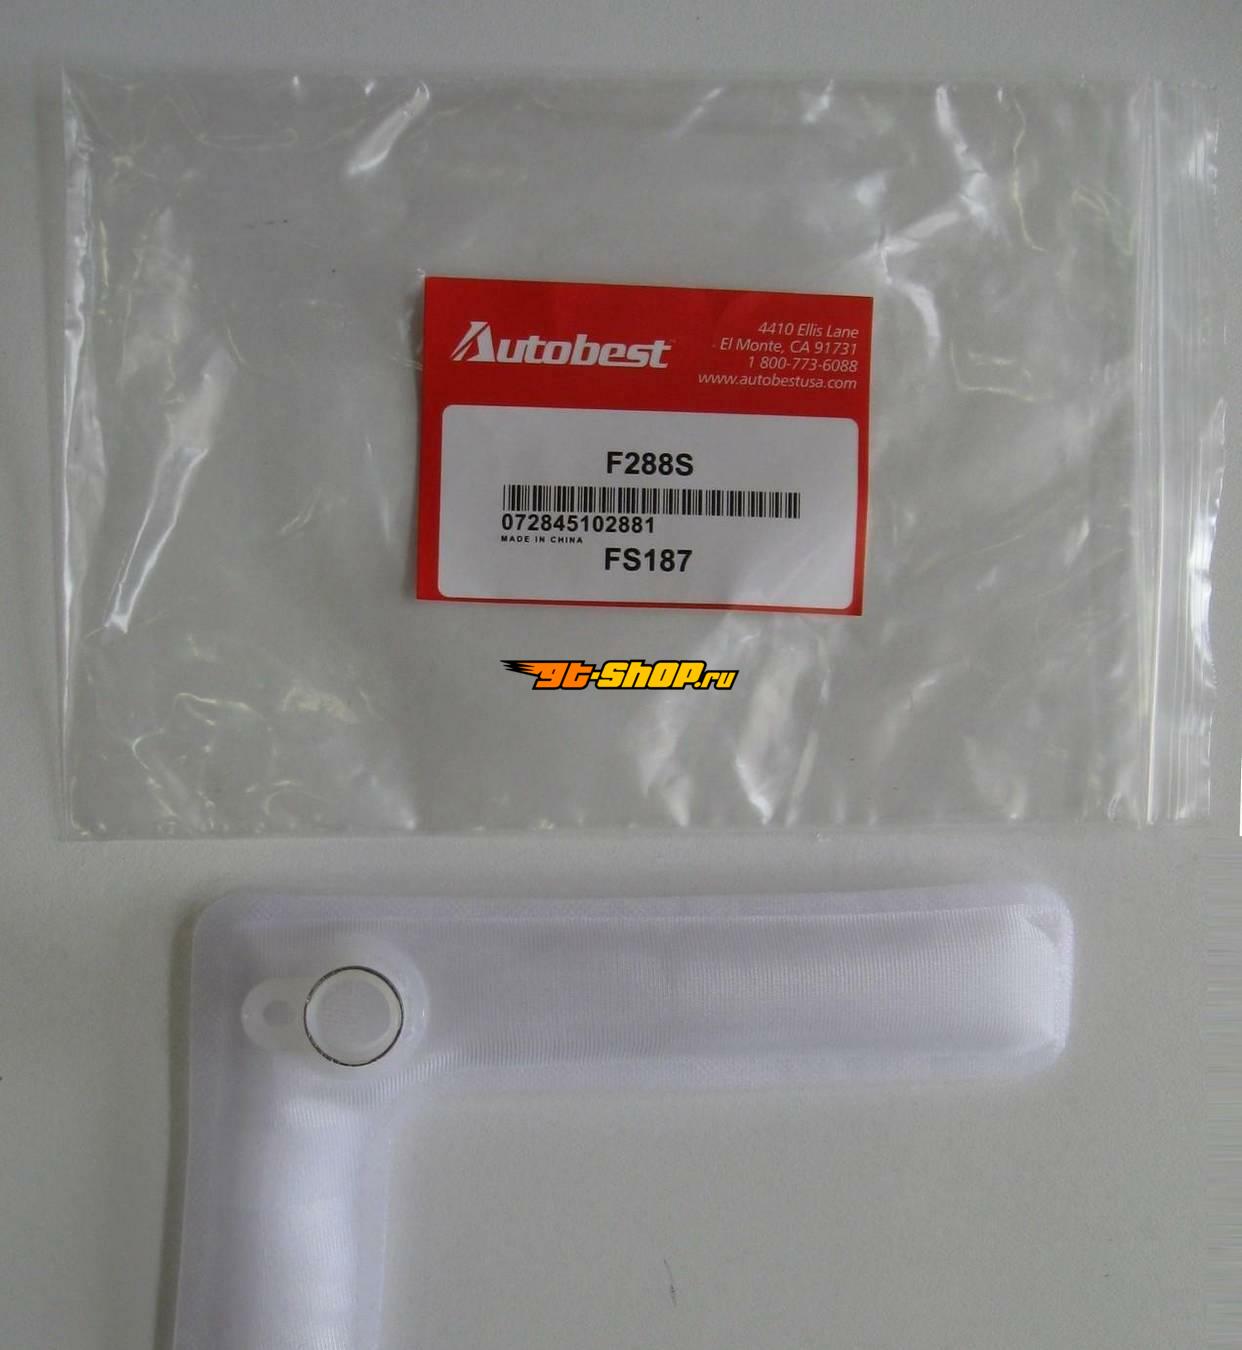 Autobest
4410 Ellis Lane
El Monte, CA 91731
1 800-773-6088
www.autobestusa.com
F288S
072845102881
MADE IN CHINA
FS187
gt-shop.ru